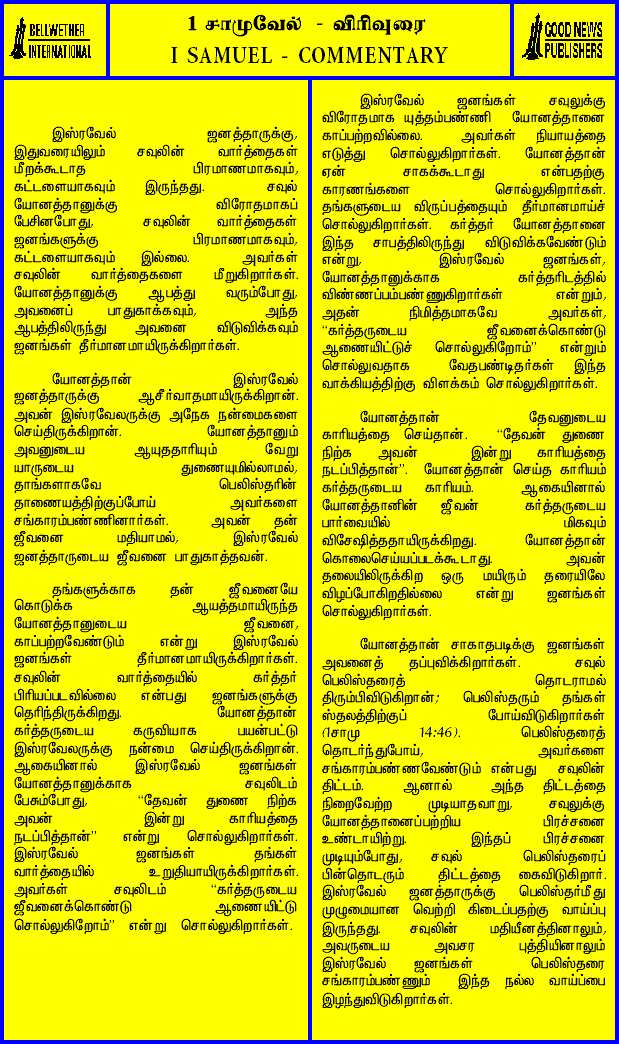 BELLWETHER
INTERNATIONAL
1 சாமுவேல் - விரிவுரை
I SAMUEL - COMMENTARY
GOOD NEWS
PUBLISHERS
இஸ்ரவேல் ஜனத்தாருக்கு,
இதுவரையிலும் சவுலின் வார்த்தைகள்
மீறக்கூடாத பிரமாணமாகவும்,
கட்டளையாகவும் இருந்தது. சவுல்
யோனத்தானுக்கு விரோதமாகப்
பேசினபோது, சவுலின் வார்த்தைகள்
ஜனங்களுக்கு பிரமாணமாகவும்,
கட்டளையாகவும் இல்லை. அவர்கள்
சவுலின் வார்த்தைகளை மீறுகிறார்கள்.
யோனத்தானுக்கு ஆபத்து வரும்போது,
அவனைப் பாதுகாக்கவும், அந்த
ஆபத்திலிருந்து அவனை விடுவிக்கவும்
ஜனங்கள் தீர்மானமாயிருக்கிறார்கள்.
யோனத்தான் இஸ்ரவேல்
ஜனத்தாருக்கு ஆசீர்வாதமாயிருக்கிறான்.
அவன் இஸ்ரவேலருக்கு அநேக நன்மைகளை
செய்திருக்கிறான். யோனத்தானும்
அவனுடைய ஆயுததாரியும் வேறு
யாருடைய துணையுமில்லாமல்,
தாங்களாகவே பெலிஸ்தரின்
தாணையத்திற்குப்போய் அவர்களை
சங்காரம்பண்ணினார்கள். அவன் தன்
ஜீவனை மதியாமல், இஸ்ரவேல்
ஜனத்தாருடைய ஜீவனை பாதுகாத்தவன்.
தங்களுக்காக தன் ஜீவனையே
கொடுக்க ஆயத்தமாயிருந்த
யோனத்தானுடைய ஜீவனை,
காப்பற்றவேண்டும் என்று இஸ்ரவேல்
ஜனங்கள் தீர்மானமாயிருக்கிறார்கள்.
சவுலின் வார்த்தையில் கர்த்தர்
பிரியப்படவில்லை என்பது ஜனங்களுக்கு
தெரிந்திருக்கிறது. யோனத்தான்
கர்த்தருடைய கருவியாக பயன்பட்டு
இஸ்ரவேலருக்கு நன்மை செய்திருக்கிறான்.
ஆகையினால் இஸ்ரவேல் ஜனங்கள்
யோனத்தானுக்காக சவுலிடம்
பேசும்போது, “தேவன் துணை நிற்க
அவன் இன்று காரியத்தை
நடப்பித்தான்” என்று சொல்லுகிறார்கள்.
இஸ்ரவேல் ஜனங்கள் தங்கள்
வார்த்தையில் உறுதியாயிருக்கிறார்கள்.
அவர்கள் சவுலிடம் “கர்த்தருடைய
ஜீவனைக்கொண்டு ஆணையிட்டு
சொல்லுகிறோம்” என்று சொல்லுகிறார்கள்.
இஸ்ரவேல் ஜனங்கள் சவுலுக்கு
விரோதமாக யுத்தம்பண்ணி யோனத்தானை
காப்பற்றவில்லை. அவர்கள் நியாயத்தை
எடுத்து சொல்லுகிறார்கள். யோனத்தான்
ஏன் சாகக்கூடாது என்பதற்கு
காரணங்களை சொல்லுகிறார்கள்.
தங்களுடைய விருப்பத்தையும் தீர்மானமாய்ச்
சொல்லுகிறார்கள். கர்த்தர் யோனத்தானை
இந்த சாபத்திலிருந்து விடுவிக்கவேண்டும்
என்று, இஸ்ரவேல் ஜனங்கள்,
யோனத்தானுக்காக கர்த்தரிடத்தில்
விண்ணப்பம்பண்ணுகிறார்கள் என்றும்,
அதன் நிமித்தமாகவே அவர்கள்,
“கர்த்தருடைய ஜீவனைக்கொண்டு
ஆணையிட்டுச் சொல்லுகிறோம்” என்றும்
சொல்லுவதாக வேதபண்டிதர்கள் இந்த
வாக்கியத்திற்கு விளக்கம் சொல்லுகிறார்கள்.
யோனத்தான் தேவனுடைய
காரியத்தை செய்தான். “தேவன் துணை
நிற்க அவன் இன்று காரியத்தை
நடப்பித்தான்”. யோனத்தான் செய்த காரியம்
கர்த்தருடைய காரியம். ஆகையினால்
யோனத்தானின் ஜீவன் கர்த்தருடைய
பார்வையில் மிகவும்
விசேஷித்ததாயிருக்கிறது. யோனத்தான்
கொலைசெய்யப்படக்கூடாது. அவன்
தலையிலிருக்கிற ஒரு மயிரும் தரையிலே
விழப்போகிறதில்லை என்று ஜனங்கள்
சொல்லுகிறார்கள்.
யோனத்தான் சாகாதபடிக்கு ஜனங்கள்
அவனைத் தப்புவிக்கிறார்கள். சவுல்
பெலிஸ்தரைத் தொடராமல்
திரும்பிவிடுகிறான்; பெலிஸ்தரும் தங்கள்
ஸ்தலத்திற்குப் போய்விடுகிறார்கள்
(1சாமு 14:46). பெலிஸ்தரைத்
தொடர்ந்துபோய், அவர்களை
சங்காரம்பண்ணவேண்டும் என்பது சவுலின்
திட்டம். ஆனால் அந்த திட்டத்தை
நிறைவேற்ற முடியாதவாறு, சவுலுக்கு
யோனத்தானைப்பற்றிய பிரச்சனை
உண்டாயிற்று. இந்தப் பிரச்சனை
முடியும்போது, சவுல் பெலிஸ்தரைப்
பின்தொடரும் திட்டத்தை கைவிடுகிறார்.
இஸ்ரவேல் ஜனத்தாருக்கு பெலிஸ்தர்மீது
முழுமையான வெற்றி கிடைப்பதற்கு வாய்ப்பு
இருந்தது. சவுலின் மதியீனத்தினாலும்,
அவருடைய அவசர புத்தியினாலும்
இஸ்ரவேல் ஜனங்கள் பெலிஸ்தரை
சங்காரம்பண்ணும் இந்த நல்ல வாய்ப்பை
இழந்துவிடுகிறார்கள்.